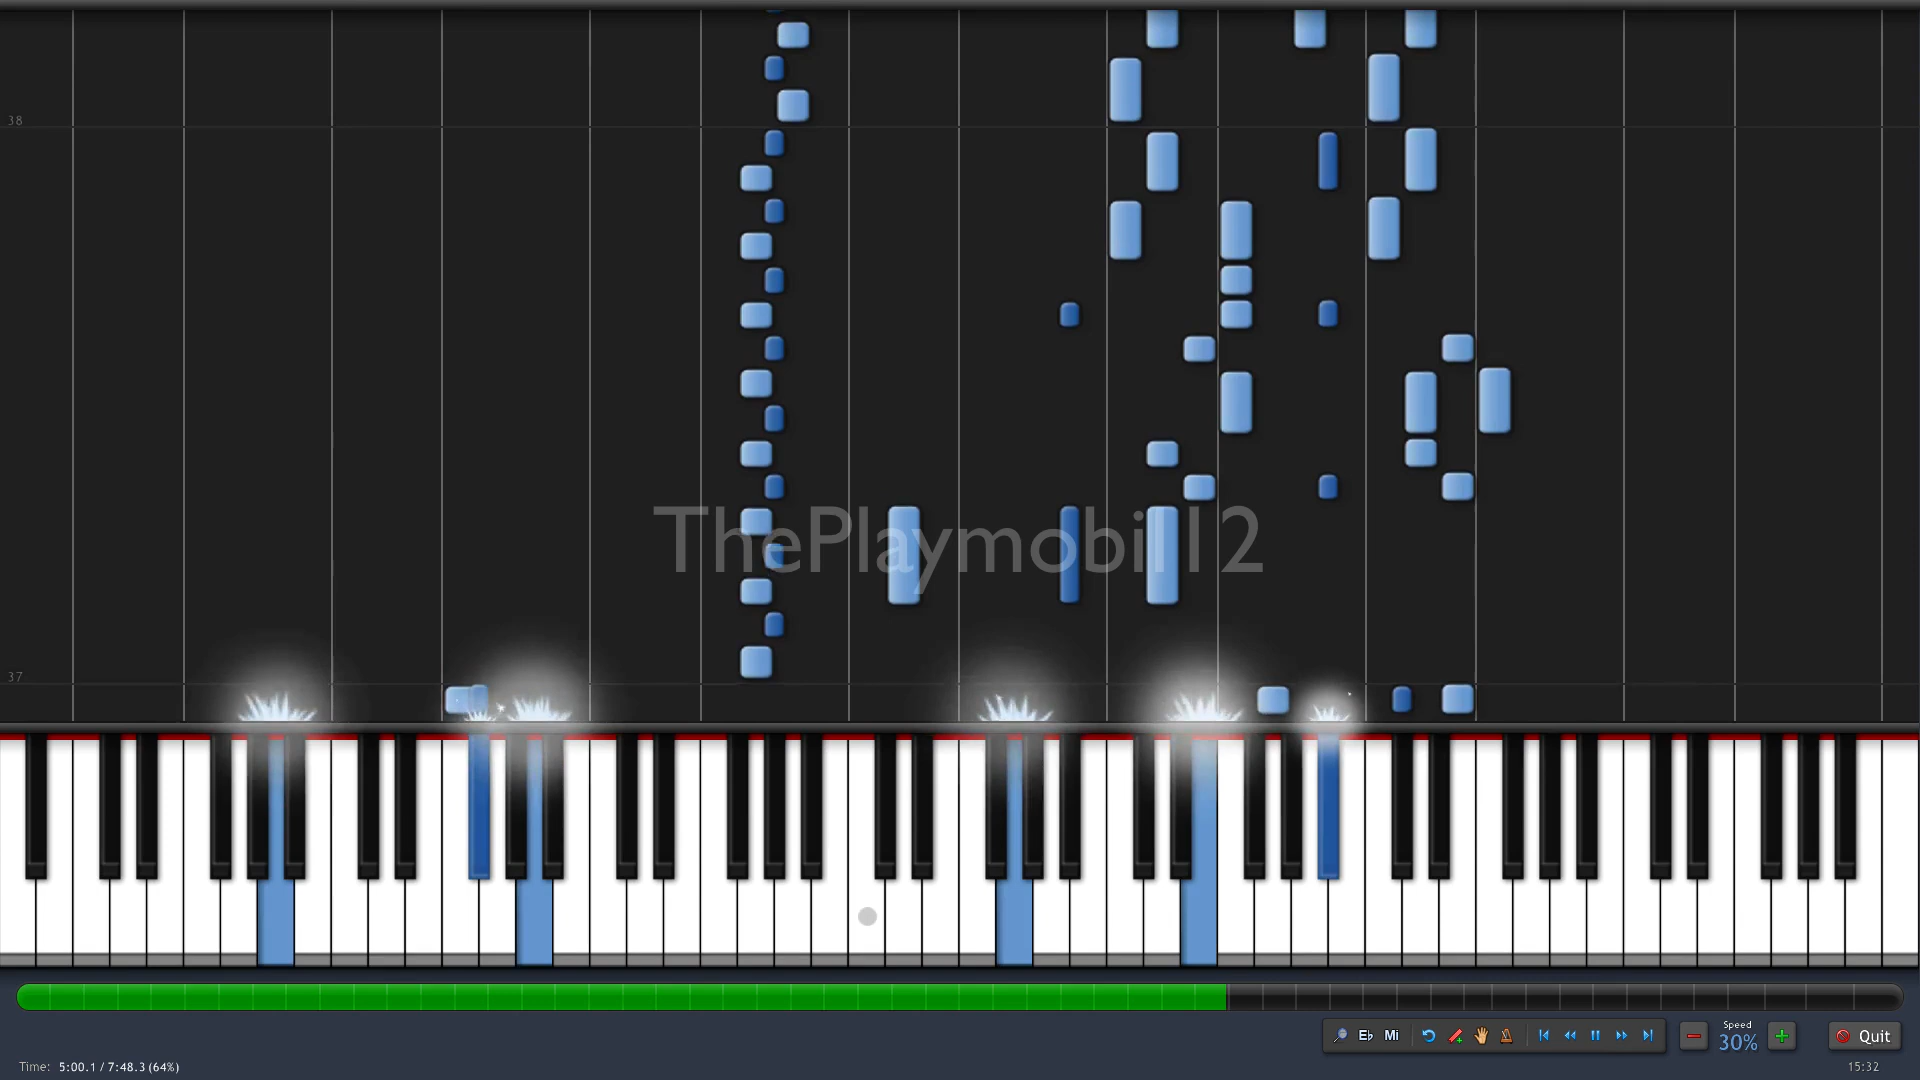 38
ThePlaymobil12
37
Eb Mi
Speed
30%
Quit
Time: 5:00.1 / 7:48.3 (64%)
15:32